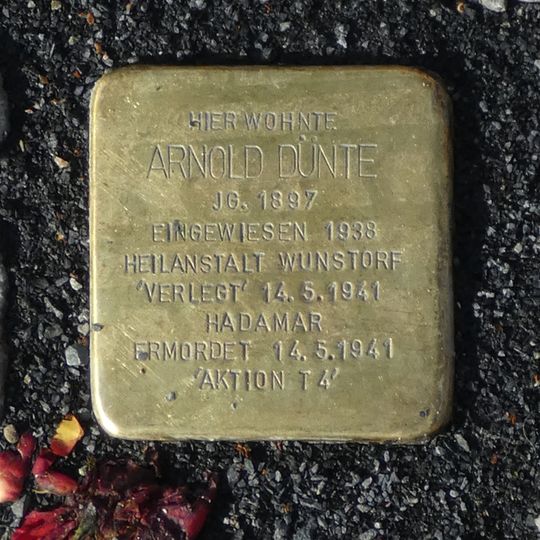 HIER WOHNTE
ARNOLD DÜNTE
JG. 1897
EINGEWIESEN 1938
HEILANSTALT WUNSTORF
'VERLEGT' 14.5.1941
HADAMAR
ERMORDET 14.5.1941
'AKTION T4'